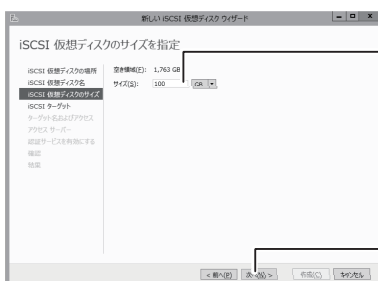 新しい iSCSI 仮想ディスク ウィザード
iSCSI 仮想ディスクのサイズを指定
iSCSI 仮想ディスクの場所
iSCSI 仮想ディスク名
iSCSI 仮想ディスクのサイズ
iSCSI ターゲット
ターゲット名およびアクセス
アクセス サーバー
認証サービスを有効にする
確認
結果
空き領域(F): 1,763 GB
サイズ(S): 100 GB
< 前へ(P) 次へ(N) > 作成(C) キャンセル